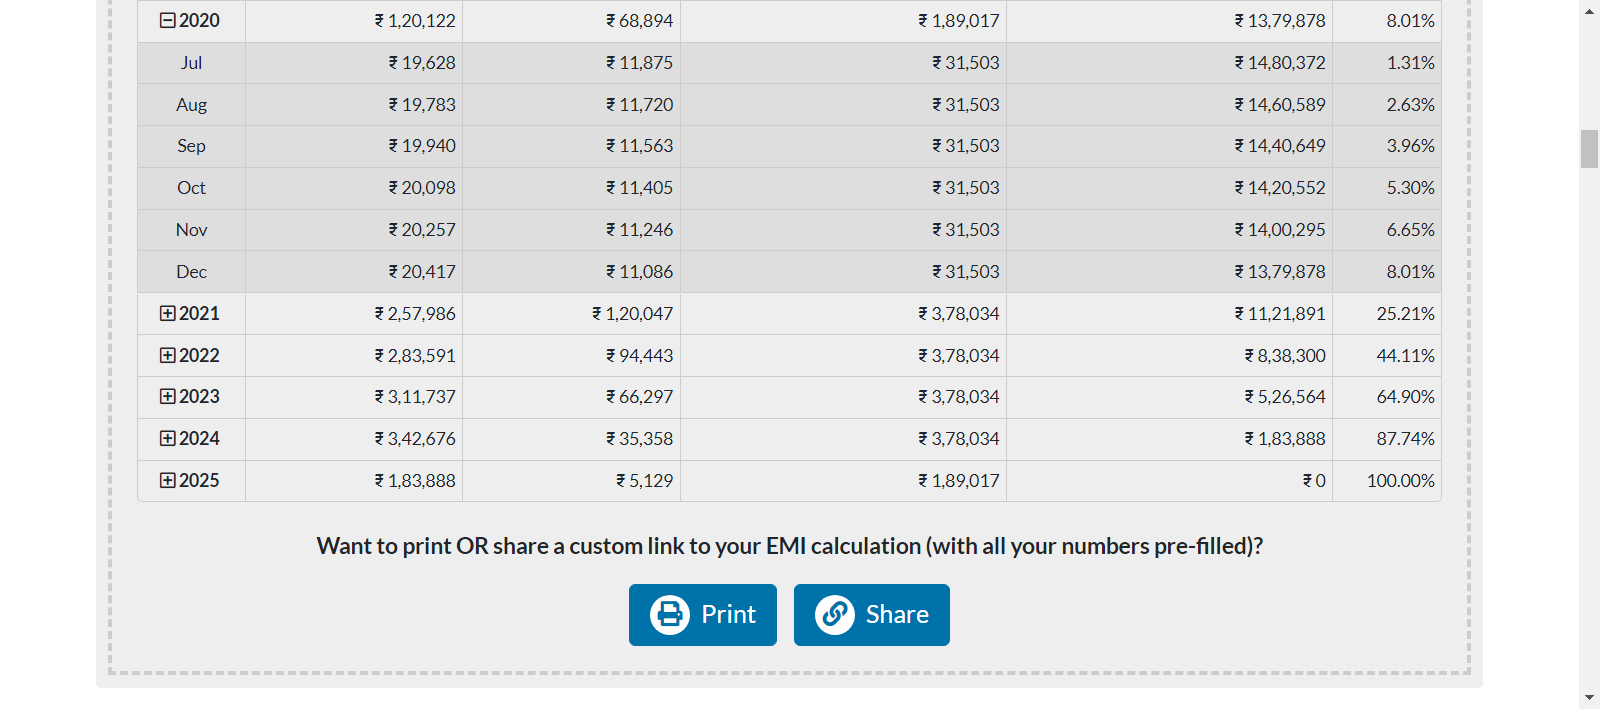 2020 ₹ 1,20,122 ₹ 68,894 ₹ 1,89,017 ₹ 13,79,878 8.01%
Jul ₹ 19,628 ₹ 11,875 ₹ 31,503 ₹ 14,80,372 1.31%
Aug ₹ 19,783 ₹ 11,720 ₹ 31,503 ₹ 14,60,589 2.63%
Sep ₹ 19,940 ₹ 11,563 ₹ 31,503 ₹ 14,40,649 3.96%
Oct ₹ 20,098 ₹ 11,405 ₹ 31,503 ₹ 14,20,552 5.30%
Nov ₹ 20,257 ₹ 11,246 ₹ 31,503 ₹ 14,00,295 6.65%
Dec ₹ 20,417 ₹ 11,086 ₹ 31,503 ₹ 13,79,878 8.01%
2021 ₹ 2,57,986 ₹ 1,20,047 ₹ 3,78,034 ₹ 11,21,891 25.21%
2022 ₹ 2,83,591 ₹ 94,443 ₹ 3,78,034 ₹ 8,38,300 44.11%
2023 ₹ 3,11,737 ₹ 66,297 ₹ 3,78,034 ₹ 5,26,564 64.90%
2024 ₹ 3,42,676 ₹ 35,358 ₹ 3,78,034 ₹ 1,83,888 87.74%
2025 ₹ 1,83,888 ₹ 5,129 ₹ 1,89,017 ₹ 0 100.00%
Want to print OR share a custom link to your EMI calculation (with all your numbers pre-filled)?
Print Share